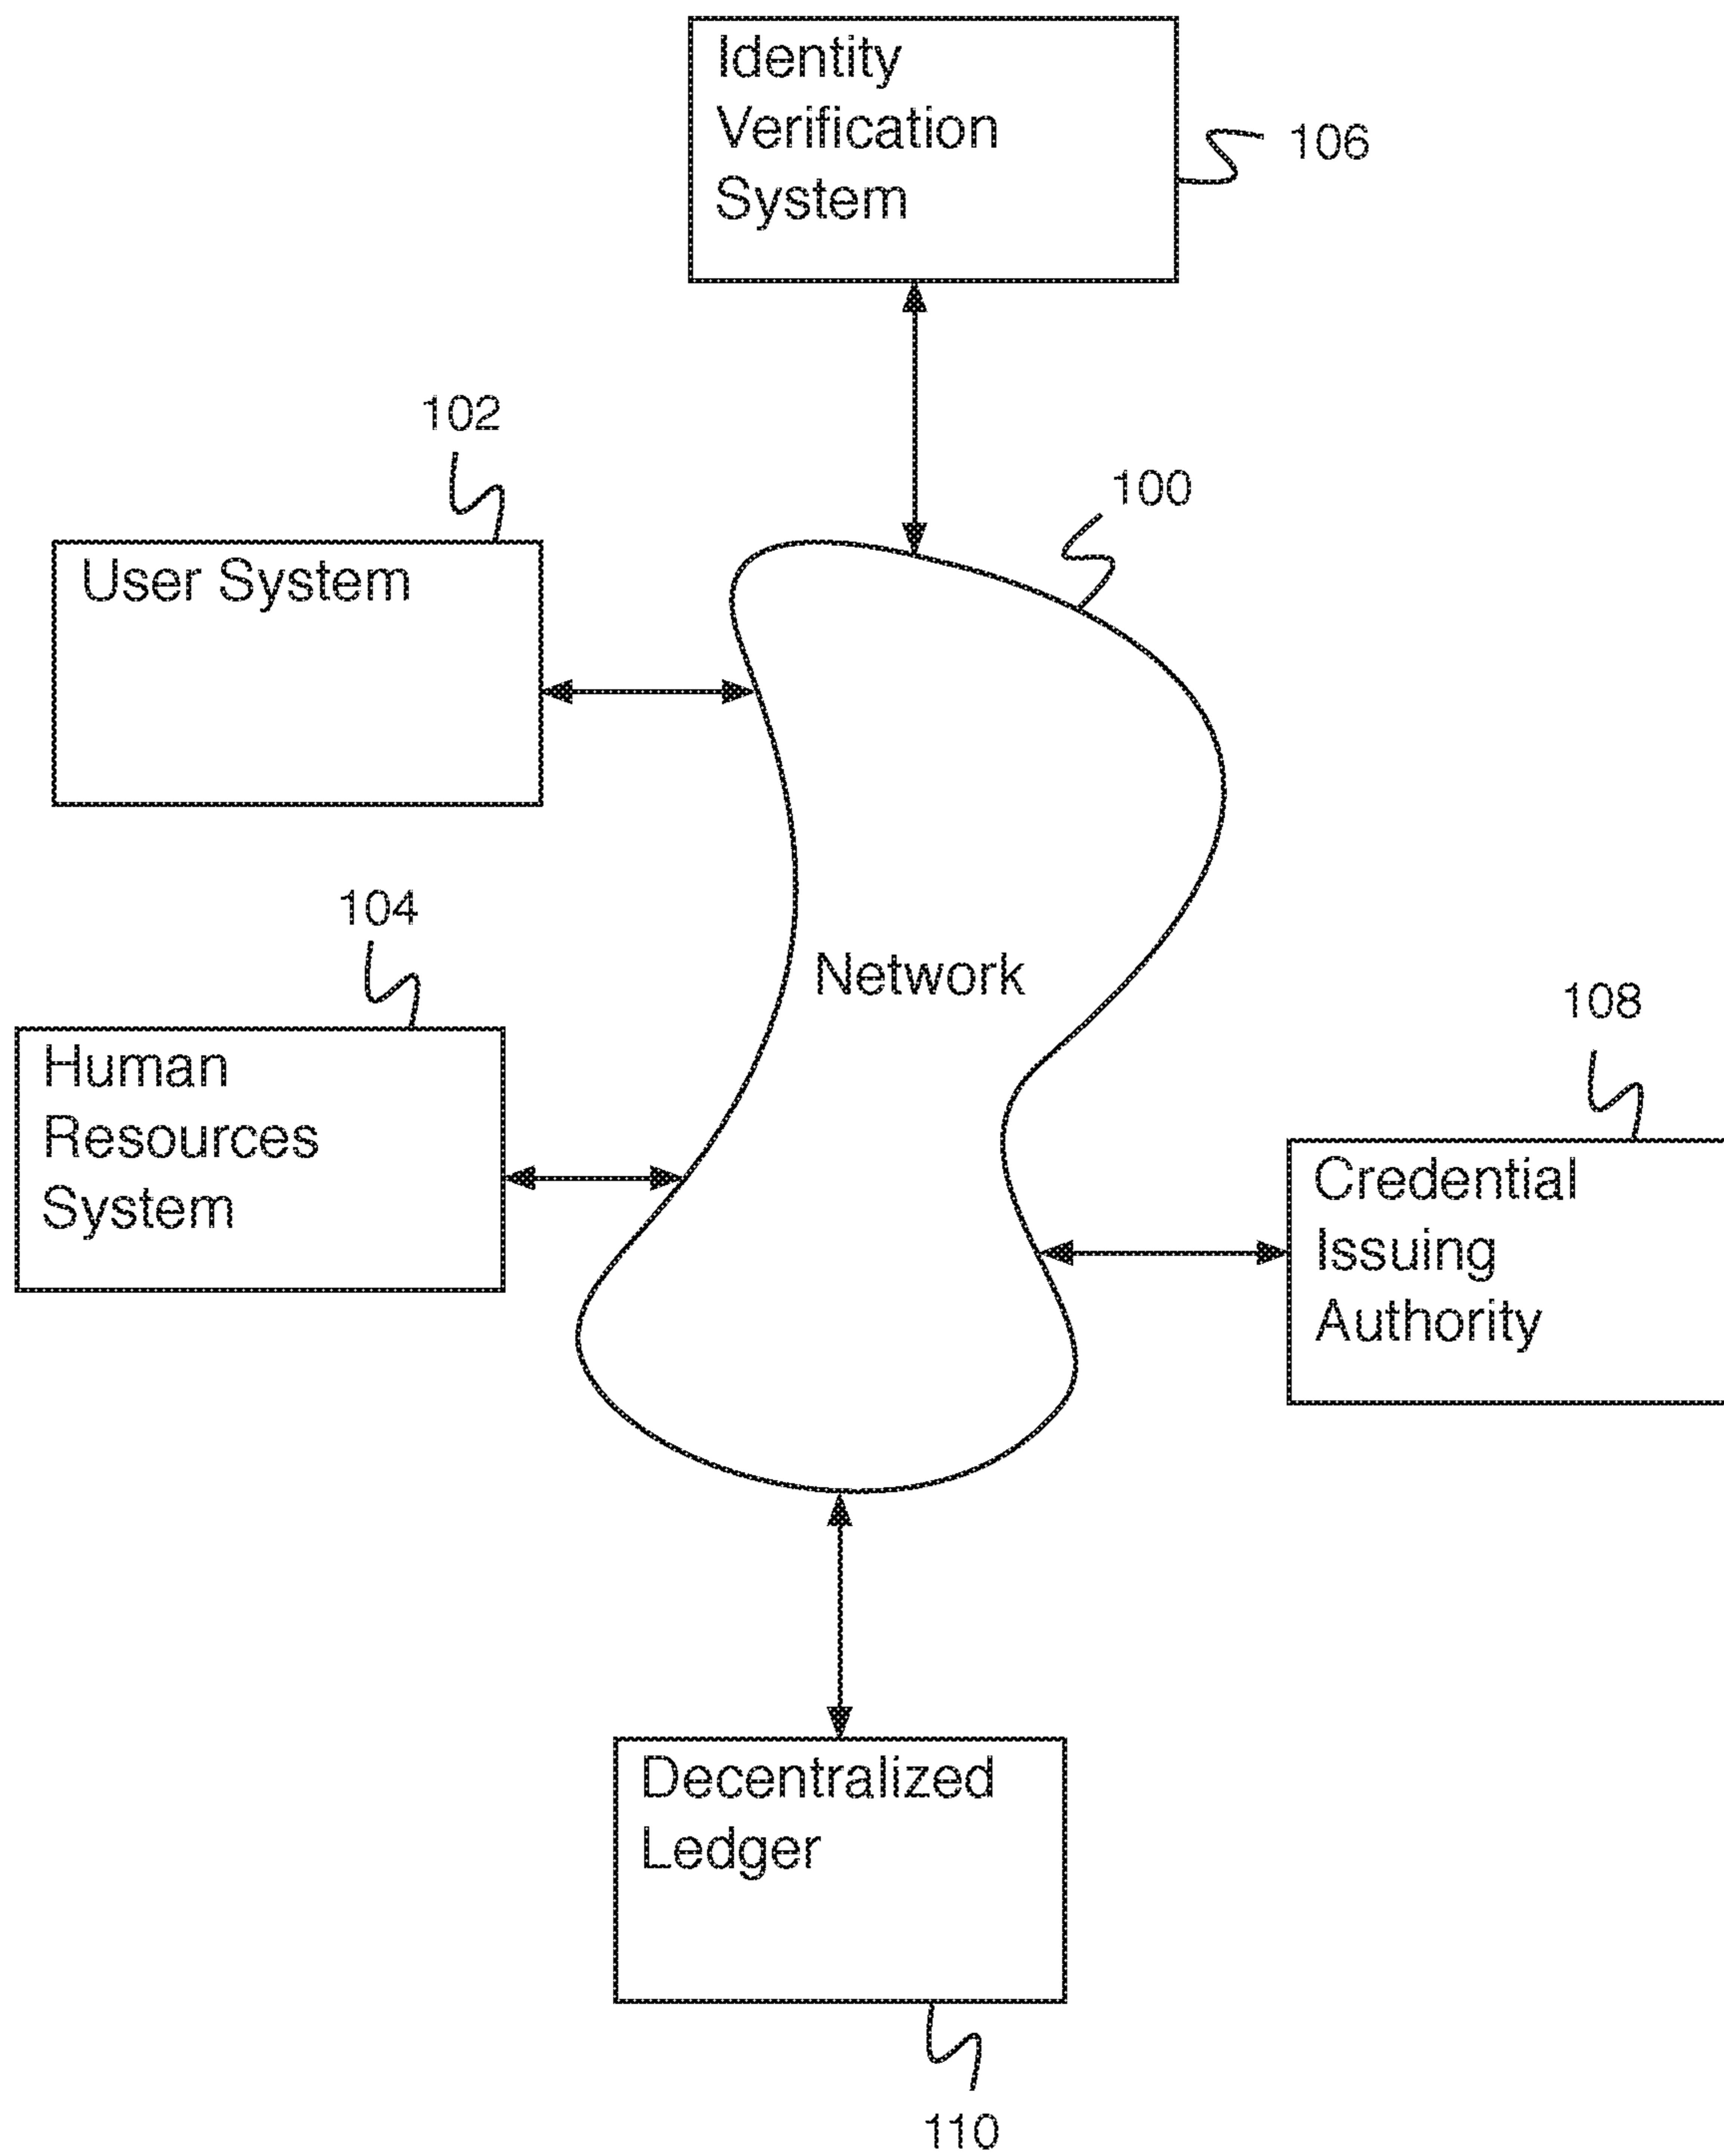 Identity
Verification
System
106
102
100
User System
104
Network
Human
Resources
System
108
Credential
Issuing
Authority
Decentralized
Ledger
110